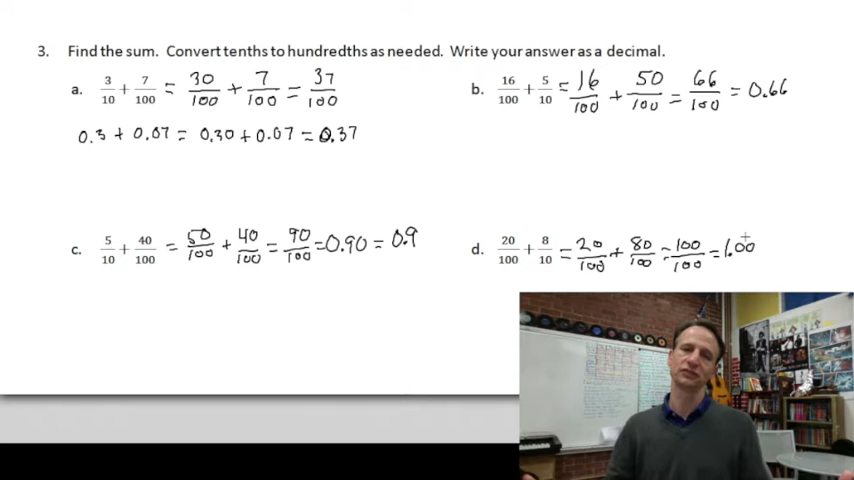 3. Find the sum. Convert tenths to hundredths as needed. Write your answer as a decimal.
a. 3/10 + 7/100 = 30/100 + 7/100 = 37/100
0.3 + 0.07 = 0.30 + 0.07 = 0.37
b. 16/100 + 5/10 = 16/100 + 50/100 = 66/100 = 0.66
c. 5/10 + 40/100 = 50/100 + 40/100 = 90/100 = 0.90 = 0.9
d. 20/100 + 8/10 = 20/100 + 80/100 = 100/100 = 1.00